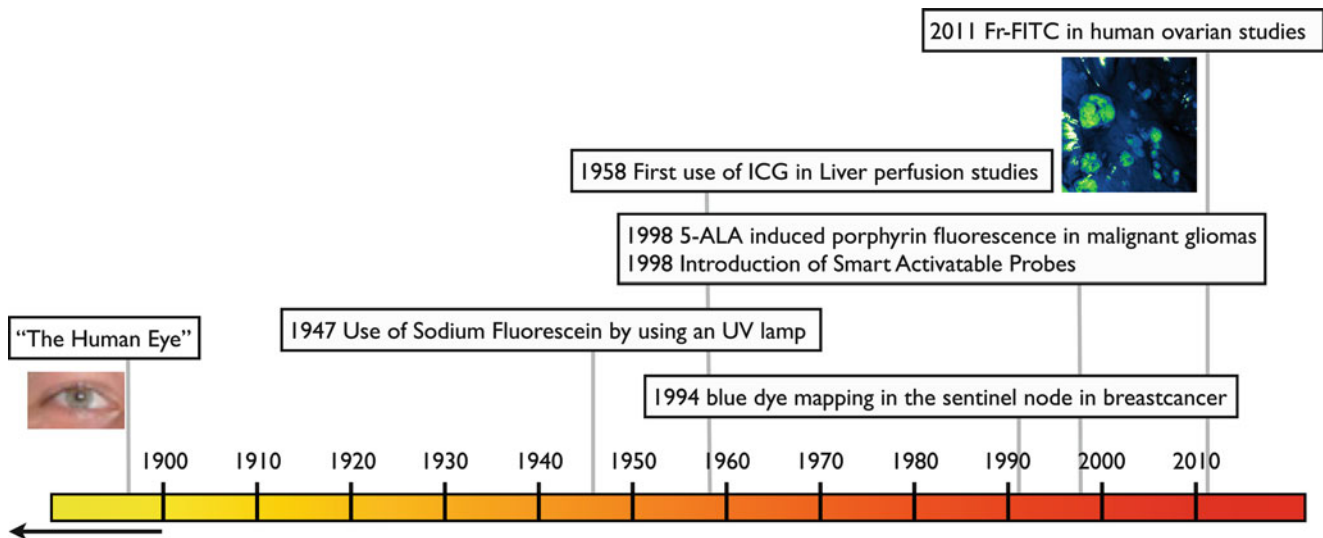 2011 Fr-FITC in human ovarian studies
1958 First use of ICG in Liver perfusion studies
1998 5-ALA induced porphyrin fluorescence in malignant gliomas
1998 Introduction of Smart Activatable Probes
1947 Use of Sodium Fluorescein by using an UV lamp
“The Human Eye”
1994 blue dye mapping in the sentinel node in breastcancer
1900 1910 1920 1930 1940 1950 1960 1970 1980 1990 2000 2010